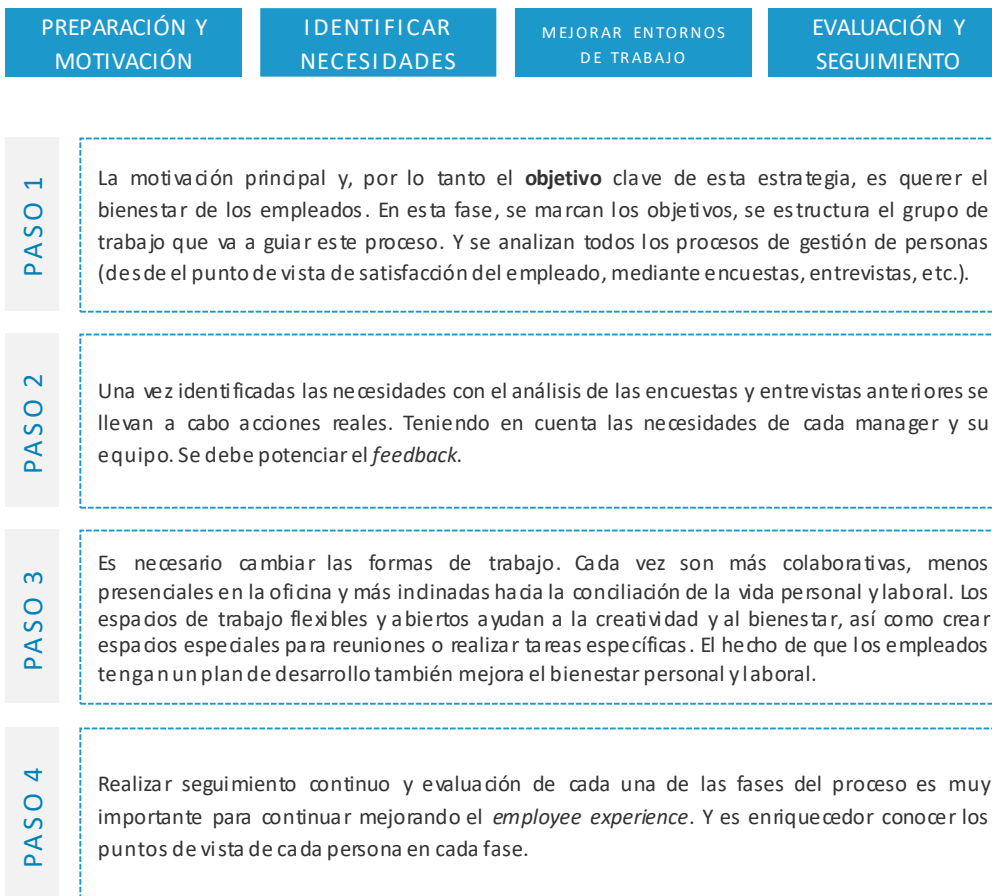 PREPARACIÓN Y
MOTIVACIÓN
IDENTIFICAR
NECESIDADES
MEJORAR ENTORNOS
DE TRABAJO
EVALUACIÓN Y
SEGUIMIENTO
PASO 1
La motivación principal y, por lo tanto el objetivo clave de esta estrategia, es querer el
bienestar de los empleados. En esta fase, se marcan los objetivos, se estructura el grupo de
trabajo que va a guiar este proceso. Y se analizan todos los procesos de gestión de personas
(desde el punto de vista de satisfacción del empleado, mediante encuestas, entrevistas, etc.).
PASO 2
Una vez identificadas las necesidades con el análisis de las encuestas y entrevistas anteriores se
llevan a cabo acciones reales. Teniendo en cuenta las necesidades de cada manager y su
equipo. Se debe potenciar el feedback.
PASO 3
Es necesario cambiar las formas de trabajo. Cada vez son más colaborativas, menos
presenciales en la oficina y más inclinadas hacia la conciliación de la vida personal y laboral. Los
espacios de trabajo flexibles y abiertos ayudan a la creatividad y al bienestar, así como crear
espacios especiales para reuniones o realizar tareas específicas. El hecho de que los empleados
tengan un plan de desarrollo también mejora el bienestar personal y laboral.
PASO 4
Realizar seguimiento continuo y evaluación de cada una de las fases del proceso es muy
importante para continuar mejorando el employee experience. Y es enriquecedor conocer los
puntos de vista de cada persona en cada fase.